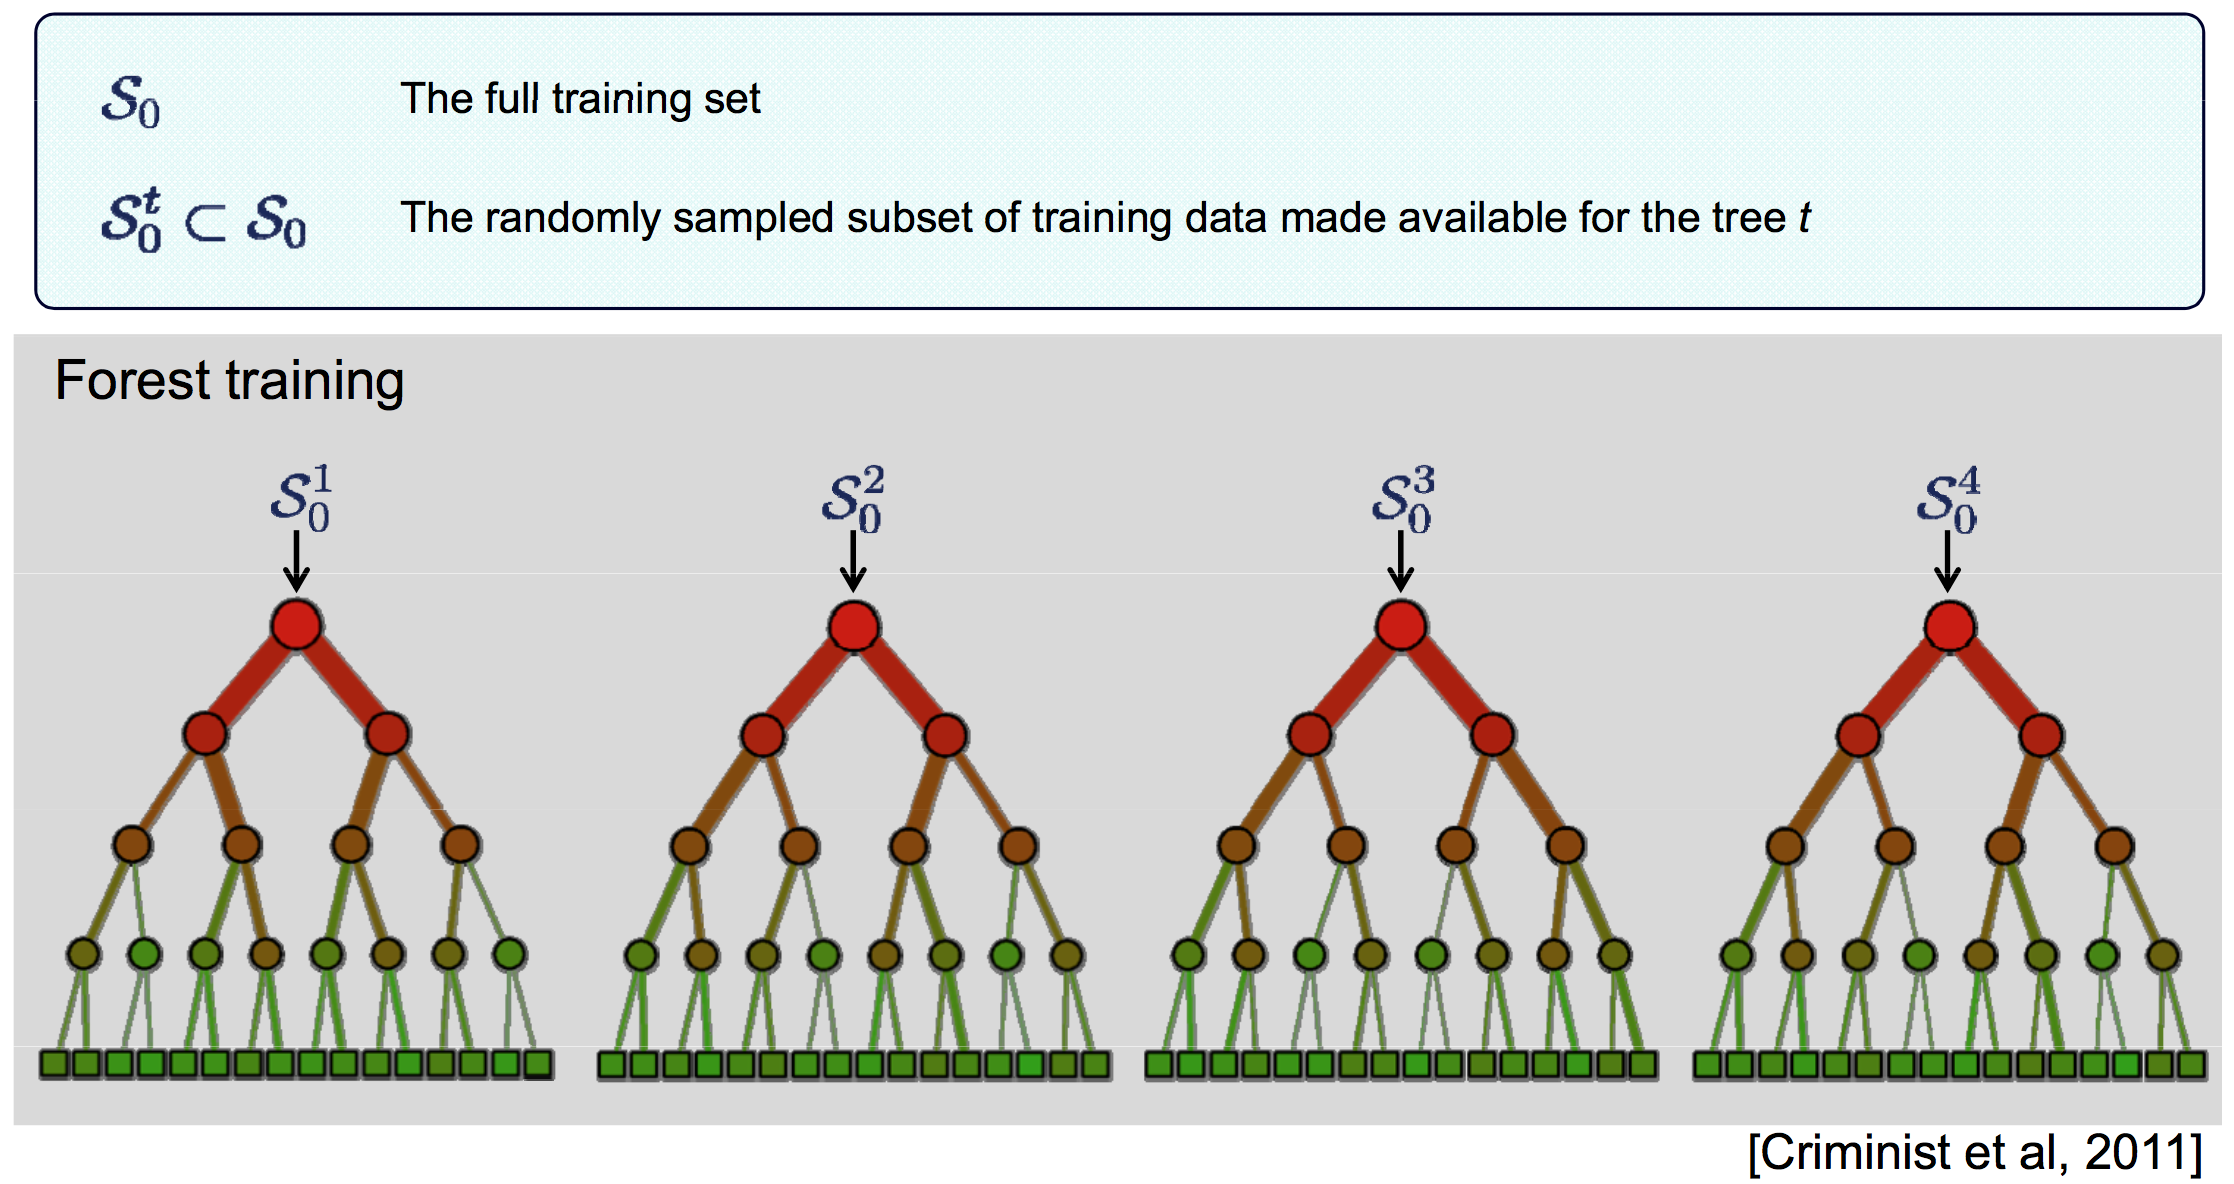 𝒮₀ The full training set
𝒮₀ᵗ ⊂ 𝒮₀ The randomly sampled subset of training data made available for the tree t
Forest training
𝒮₀¹ 𝒮₀² 𝒮₀³ 𝒮₀⁴
[Criminist et al, 2011]